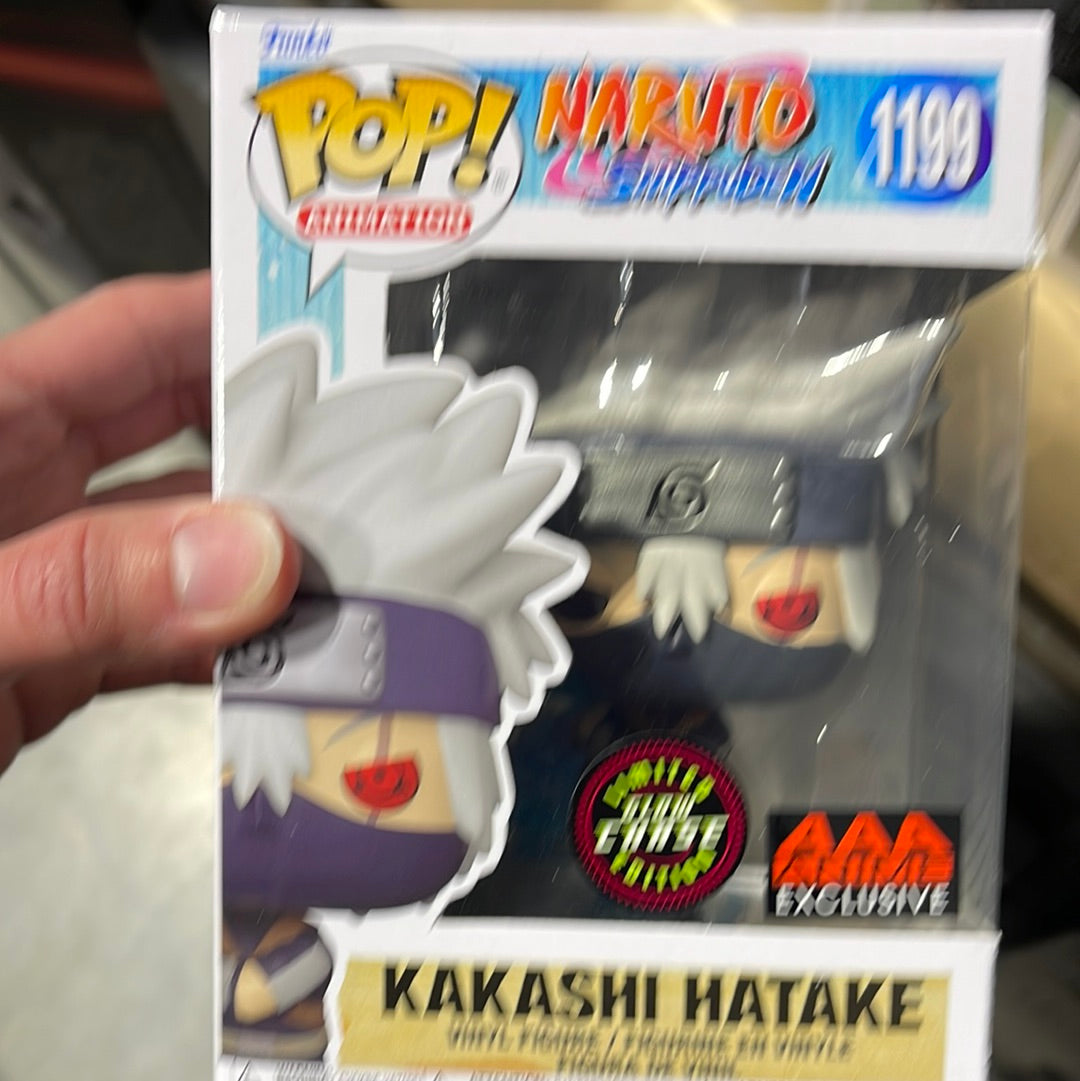 Funko
POP!
ANIMATION
NARUTO
SHIPPUDEN
1199
LIMITED
GLOW
CHASE
EDITION
AAA
ANIME
EXCLUSIVE
KAKASHI HATAKE
VINYL FIGURE / FIGURINE EN VINYLE
FIGURA DE VINIL